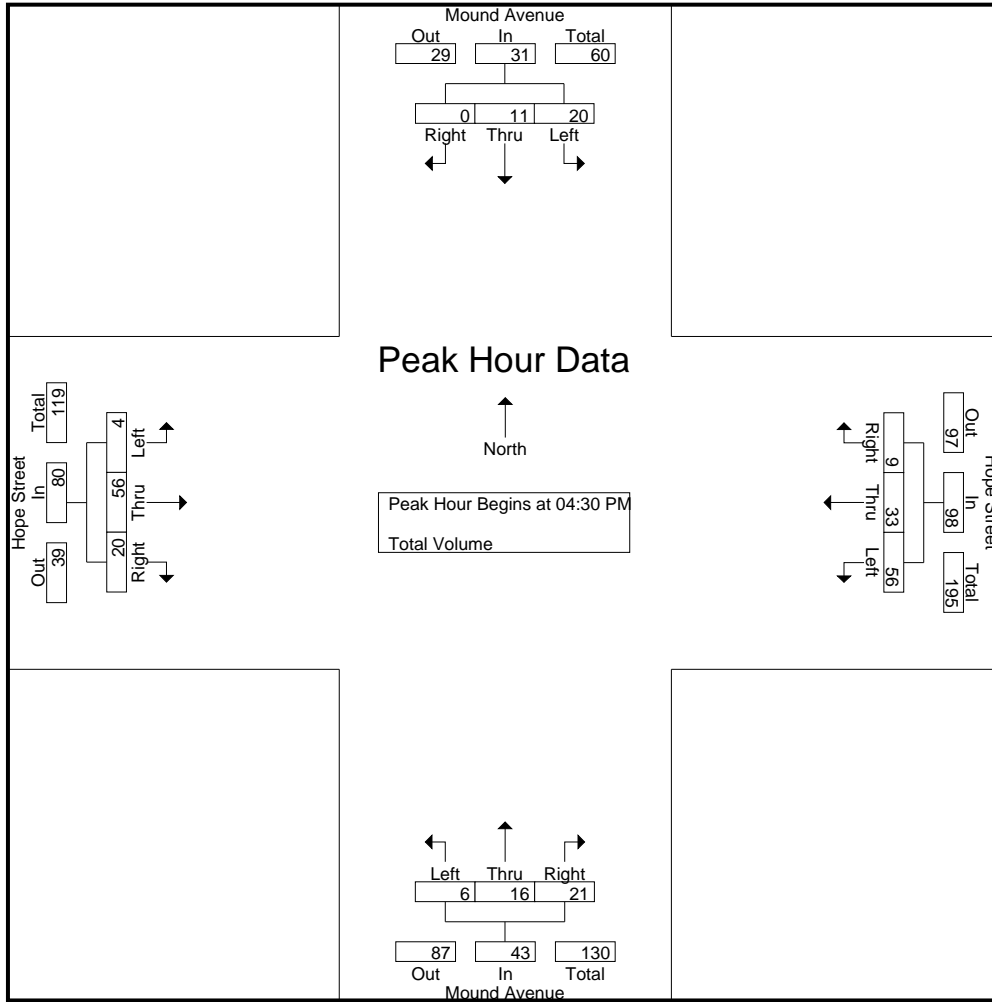 Mound Avenue
Out In Total
29 31 60
0 11 20
Right Thru Left
Peak Hour Data
North
Peak Hour Begins at 04:30 PM
Total Volume
Hope Street
Total In Out
119 80 39
4 56 20
Left Thru Right
Hope Street
Out In Total
97 98 195
9 33 56
Right Thru Left
Left Thru Right
6 16 21
87 43 130
Out In Total
Mound Avenue